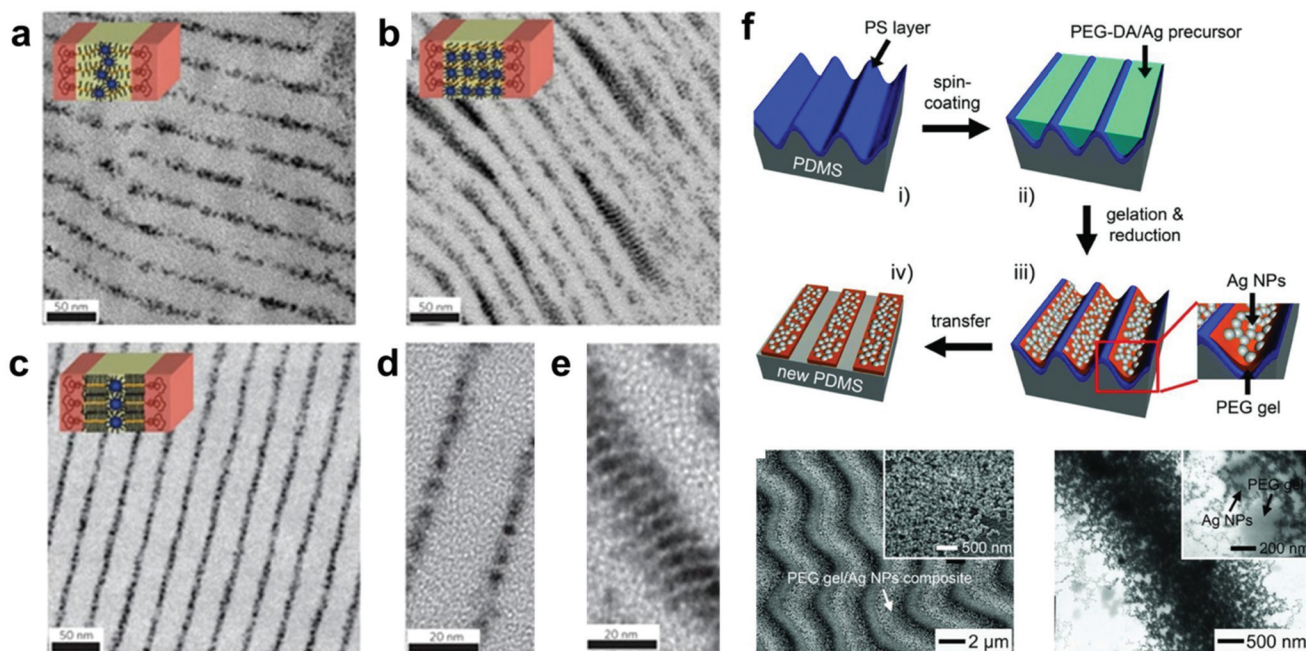 a
50 nm
b
50 nm
c
50 nm
d
20 nm
e
20 nm
f
PS layer
PEG-DA/Ag precursor
spin-
coating
PDMS
i)
ii)
gelation &
reduction
iv)
iii)
Ag NPs
transfer
new PDMS
PEG gel
500 nm
PEG gel/Ag NPs composite
2 µm
PEG gel
Ag NPs
200 nm
500 nm